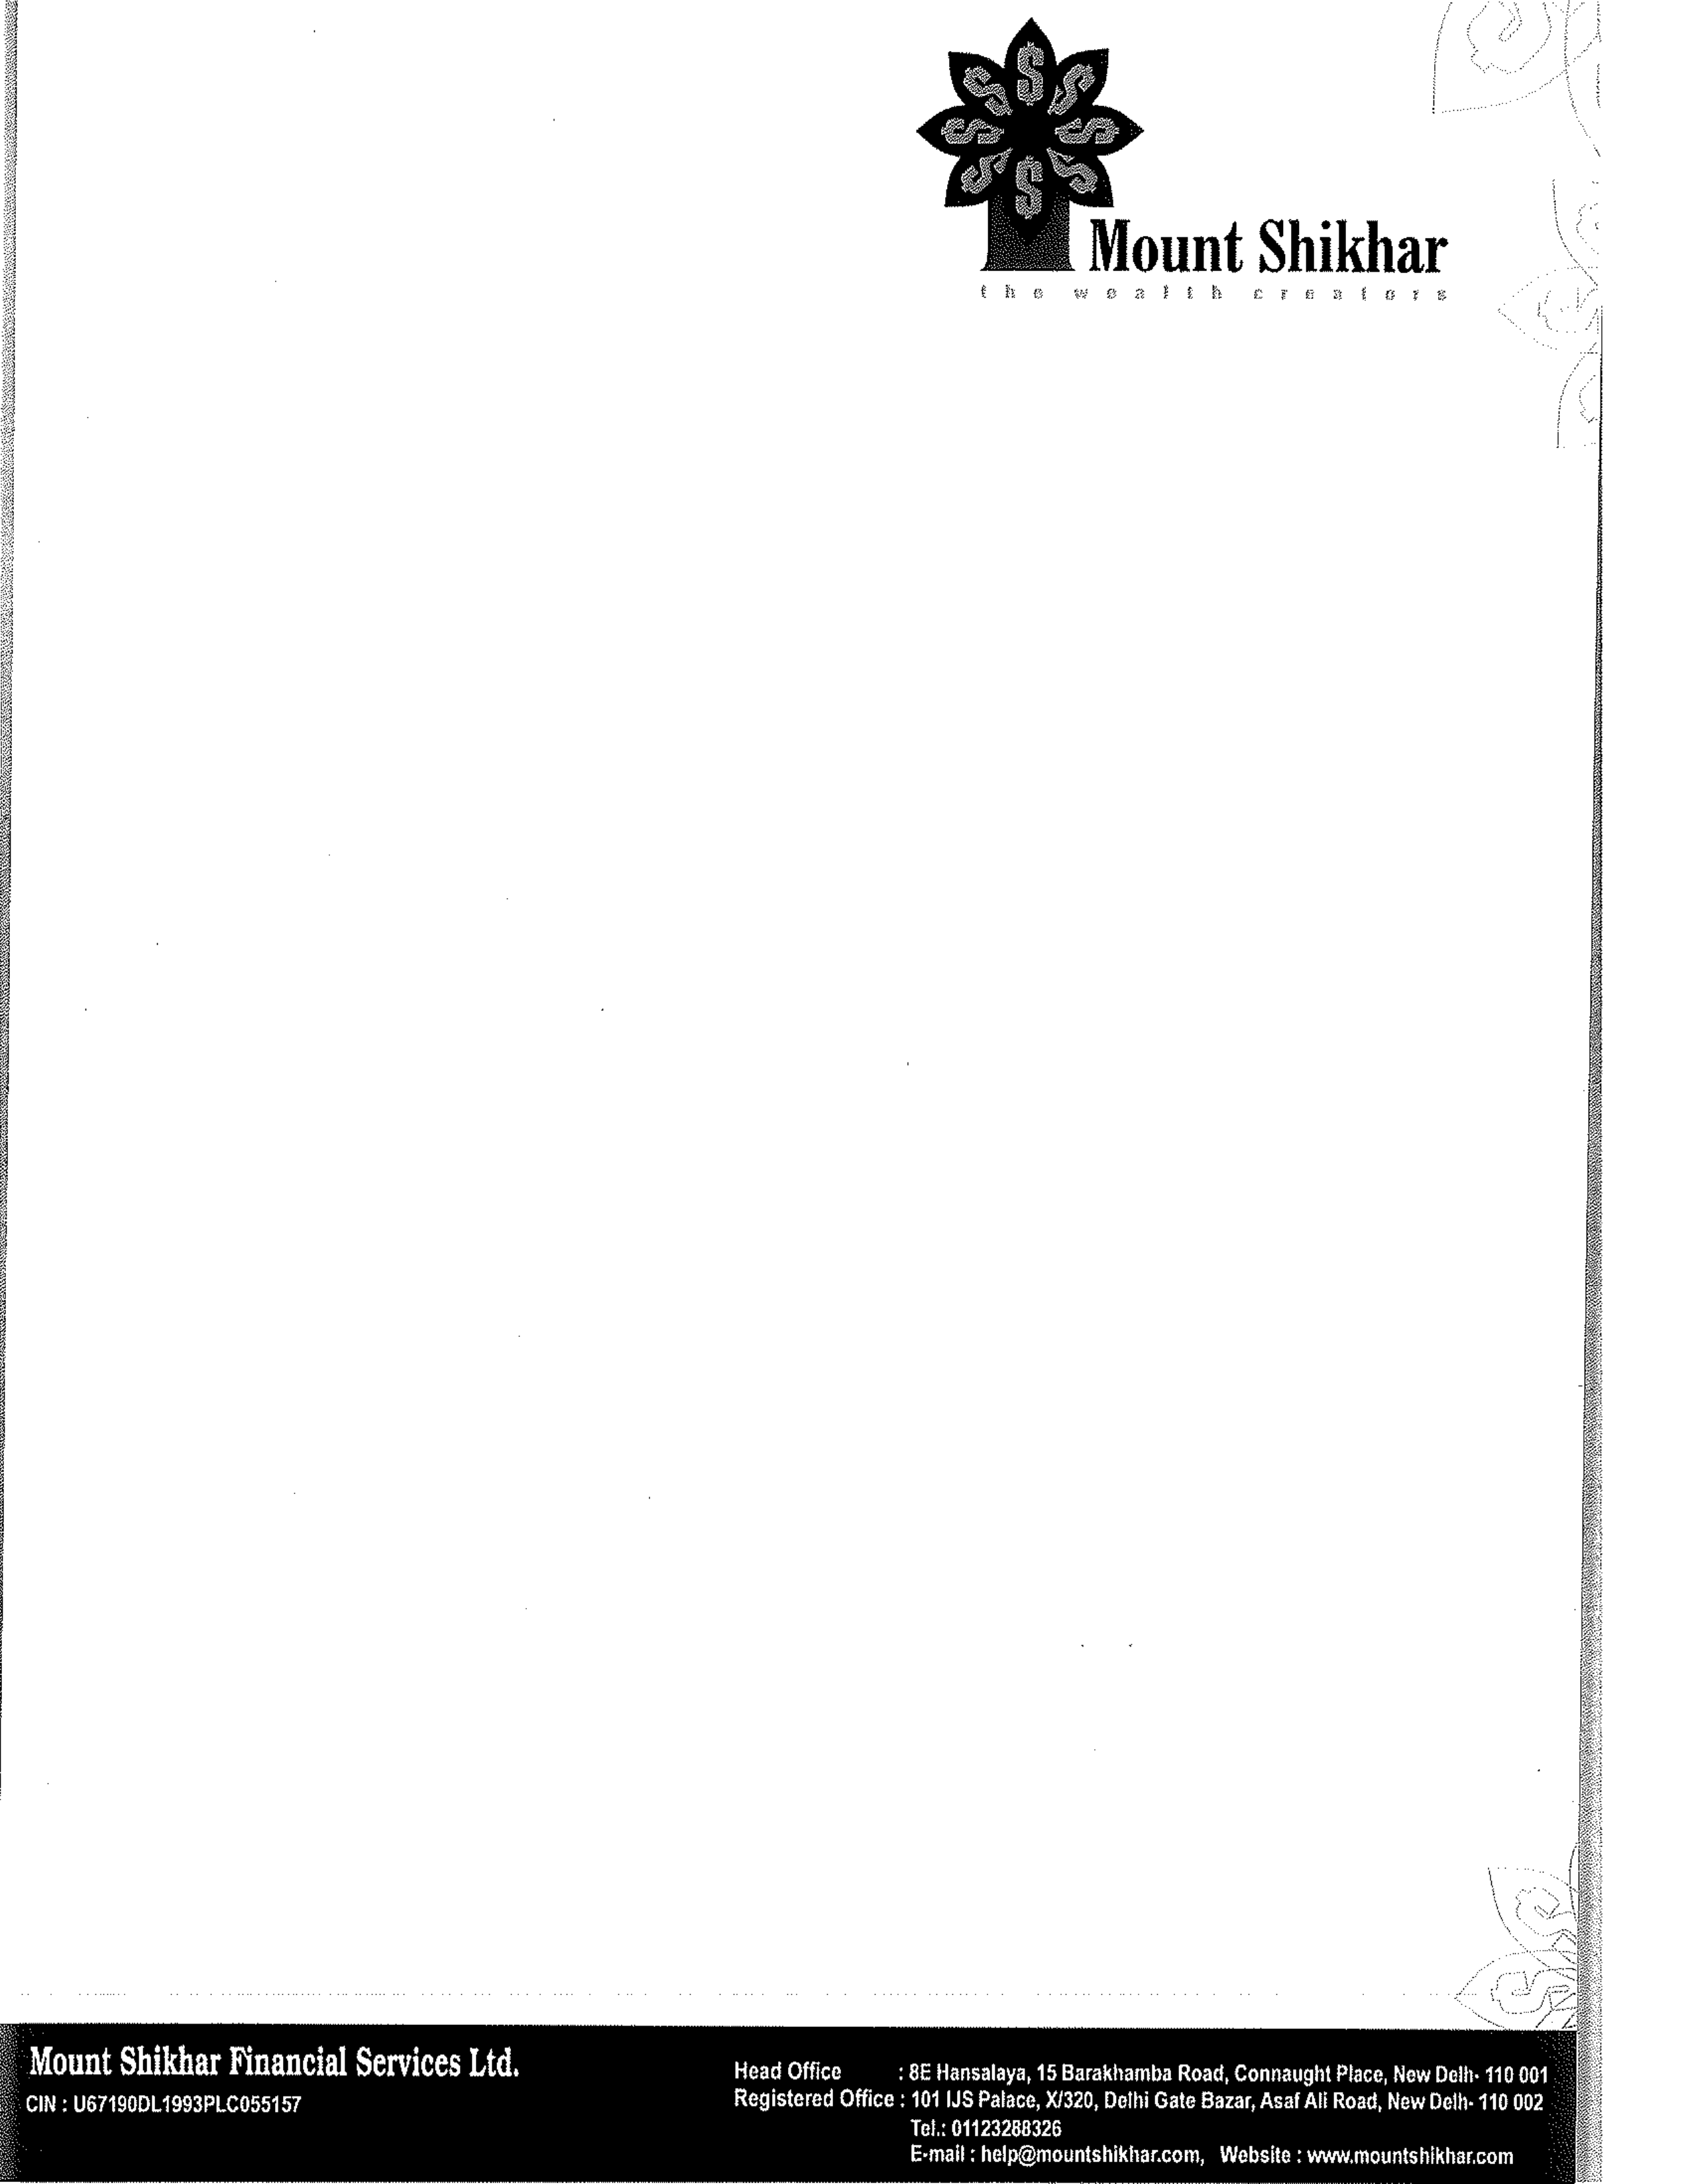 Mount Shikhar
the wealth creators
Mount Shikhar Financial Services Ltd.
CIN : U67190DL1993PLC055157
Head Office : 8E Hansalaya, 15 Barakhamba Road, Connaught Place, New Delh- 110 001
Registered Office : 101 IJS Palace, X/320, Delhi Gate Bazar, Asaf Ali Road, New Delh- 110 002
Tel.: 01123288326
E-mail : help@mountshikhar.com, Website : www.mountshikhar.com